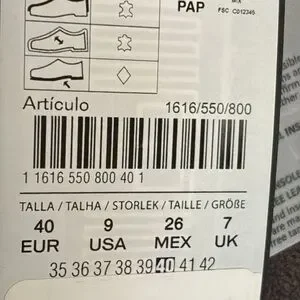 PAP
FSC C012345
Artículo 1616/550/800
1 1616 550 800 40 1
TALLA / TALHA / STORLEK / TAILLE / GRÖßE
40 9 26 7
EUR USA MEX UK
35 36 37 38 39 40 41 42